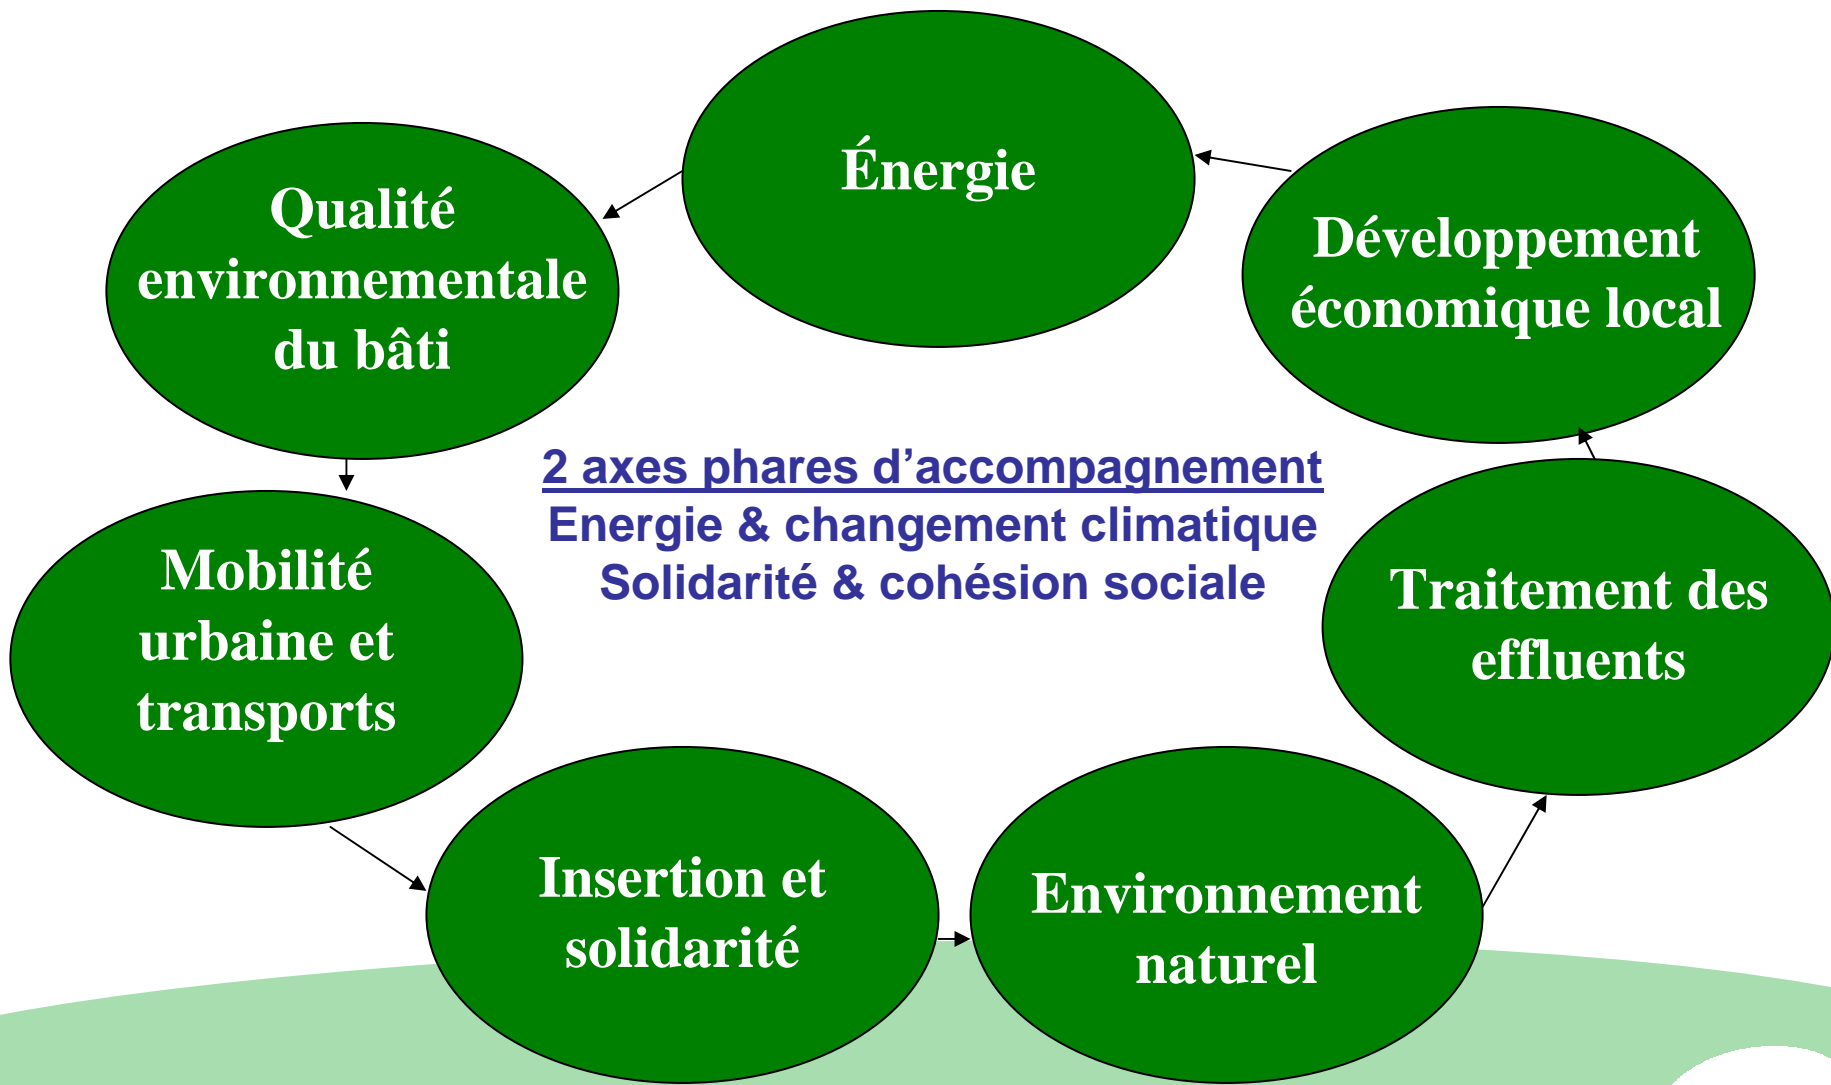 Énergie
Qualité
environnementale
du bâti
Développement
économique local
2 axes phares d’accompagnement
Energie & changement climatique
Solidarité & cohésion sociale
Mobilité
urbaine et
transports
Traitement des
effluents
Insertion et
solidarité
Environnement
naturel